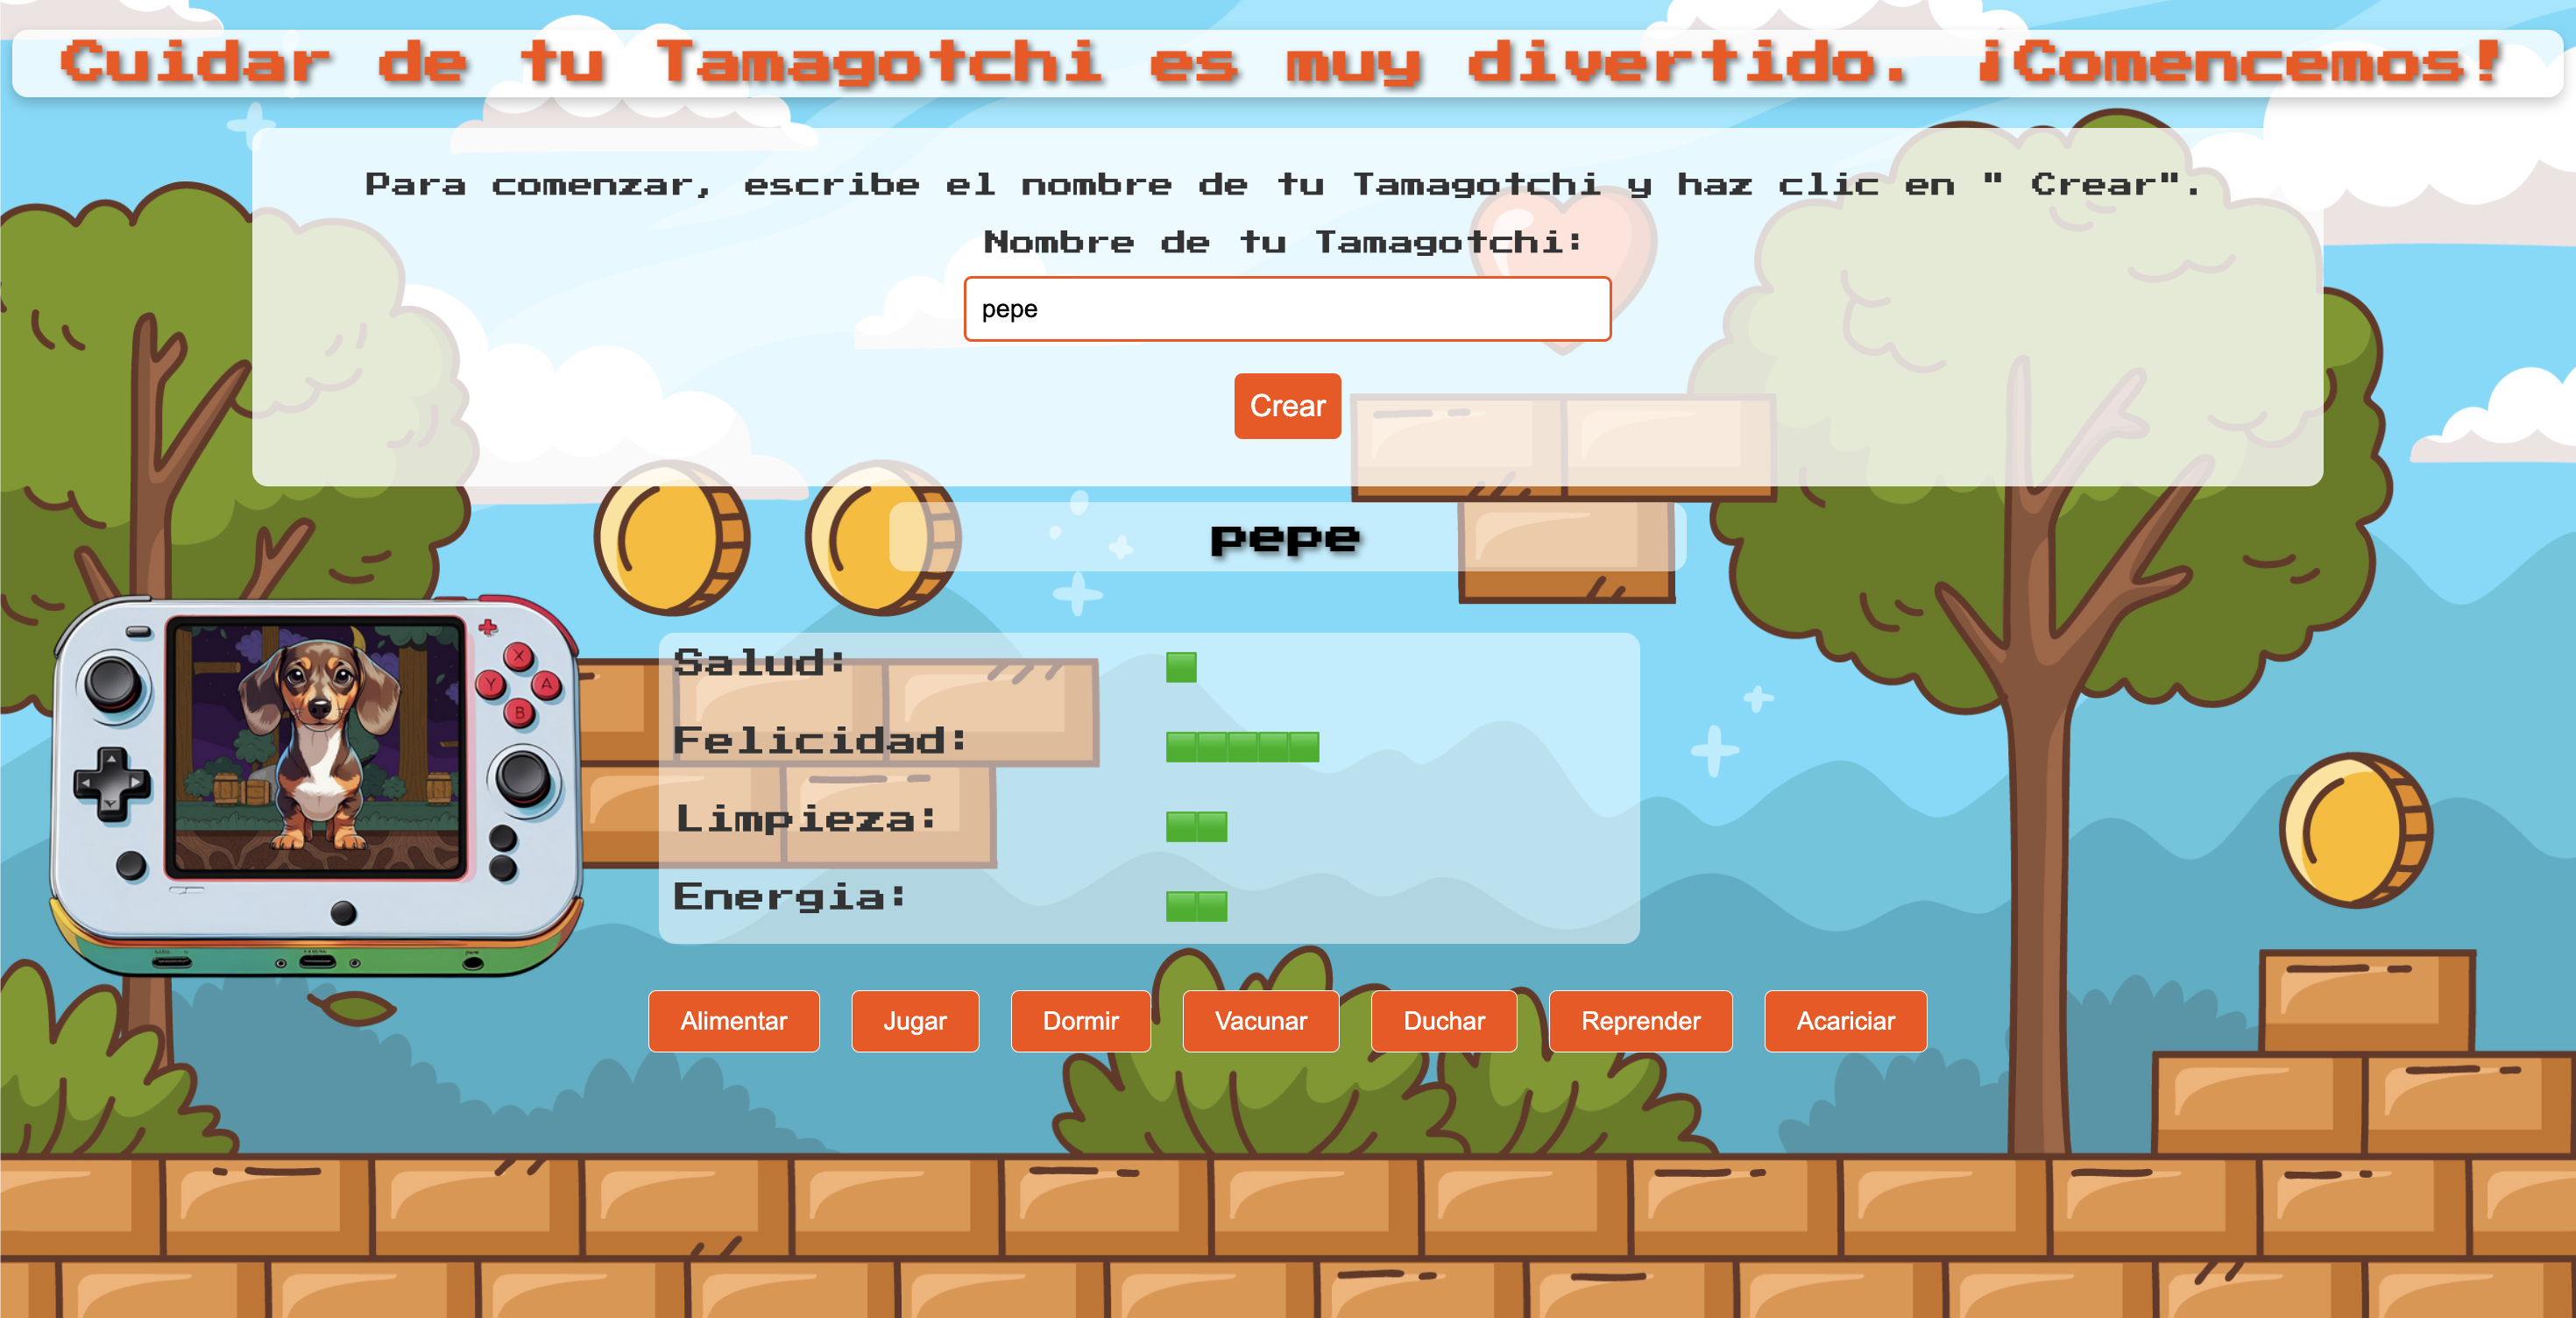 Cuidar de tu Tamagotchi es muy divertido. ¡Comencemos!
Para comenzar, escribe el nombre de tu Tamagotchi y haz clic en " Crear".
Nombre de tu Tamagotchi:
pepe
Crear
pepe
X
Y A
B
Salud:
Felicidad:
Limpieza:
Energia:
Alimentar Jugar Dormir Vacunar Duchar Reprender Acariciar